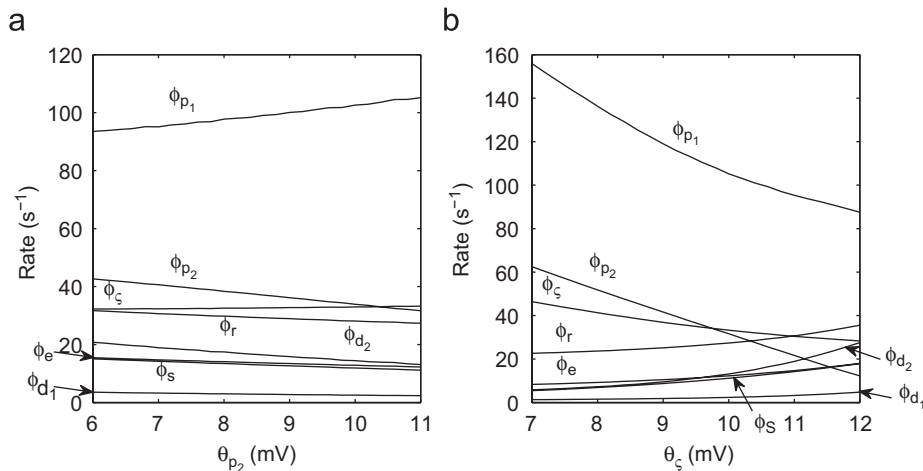 a
b
120
100
80
60
40
20
0
Rate (s⁻¹)
ϕp₁
ϕp₂
ϕς
ϕr
ϕd₂
ϕe
ϕs
ϕd₁
6 7 8 9 10 11
θp₂ (mV)
160
140
120
100
80
60
40
20
0
Rate (s⁻¹)
ϕp₁
ϕp₂
ϕς
ϕr
ϕe
ϕd₂
ϕd₁
ϕS
7 8 9 10 11 12
θς (mV)